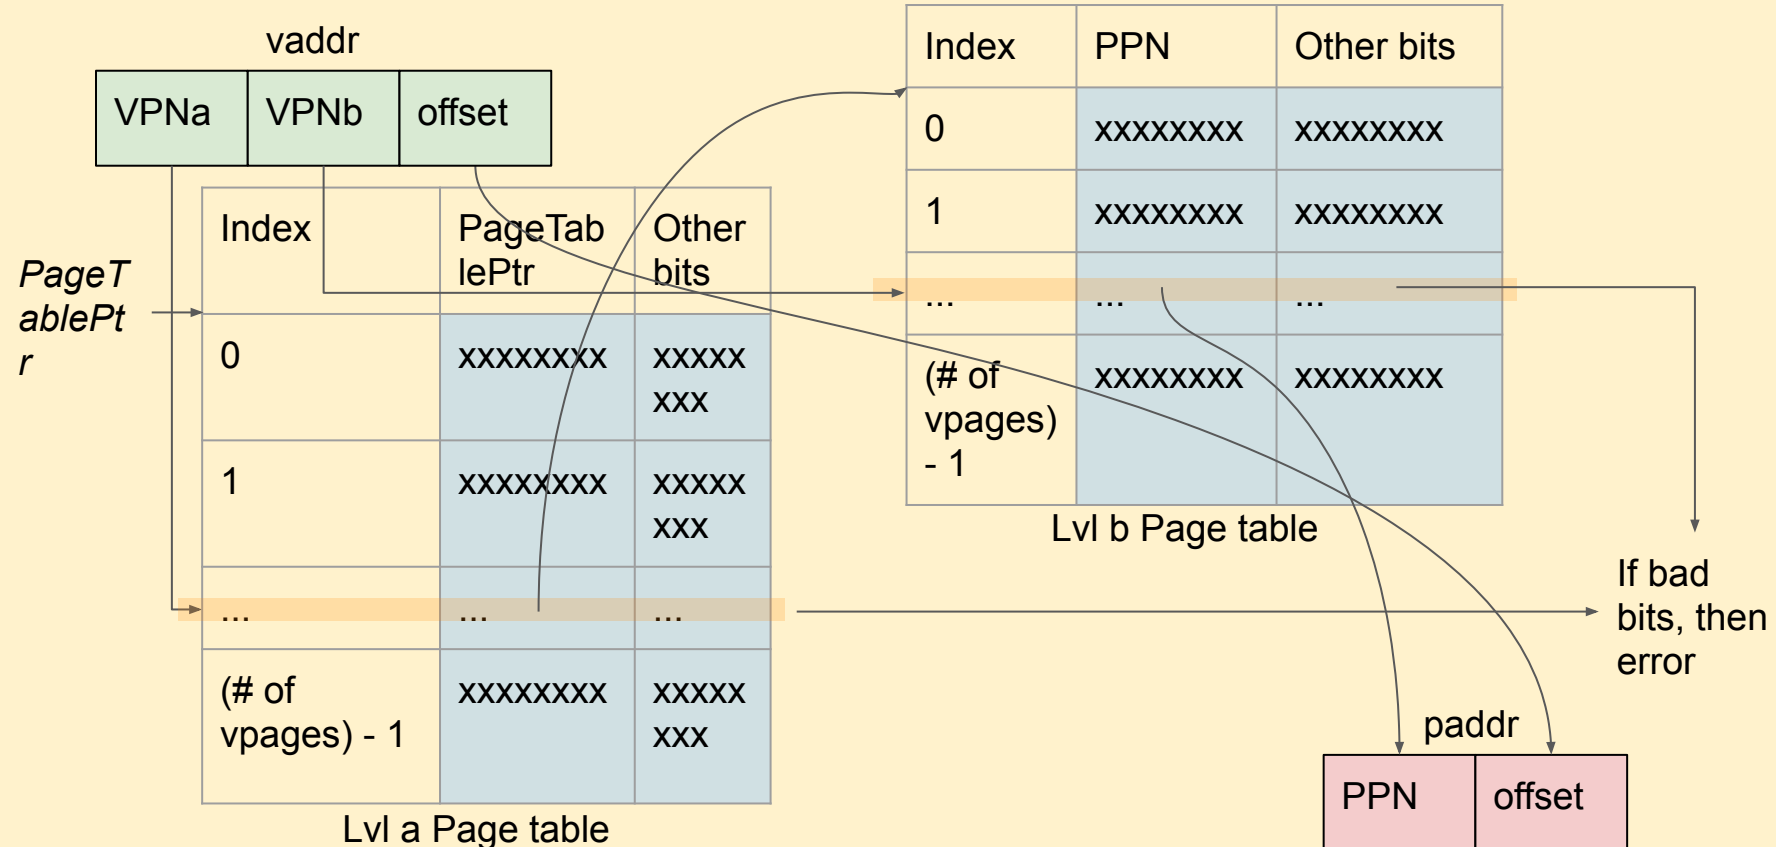 vaddr
VPNa VPNb offset
PageT
ablePt
r
Index PageTab Other
lePtr bits
0 xxxxxxxx xxxxx
xxx
1 xxxxxxxx xxxxx
xxx
... ... ...
(# of xxxxxxxx xxxxx
vpages) - 1 xxx
Lvl a Page table
Index PPN Other bits
0 xxxxxxxx xxxxxxxx
1 xxxxxxxx xxxxxxxx
... ... ...
(# of xxxxxxxx xxxxxxxx
vpages)
- 1
Lvl b Page table
If bad
bits, then
error
paddr
PPN offset